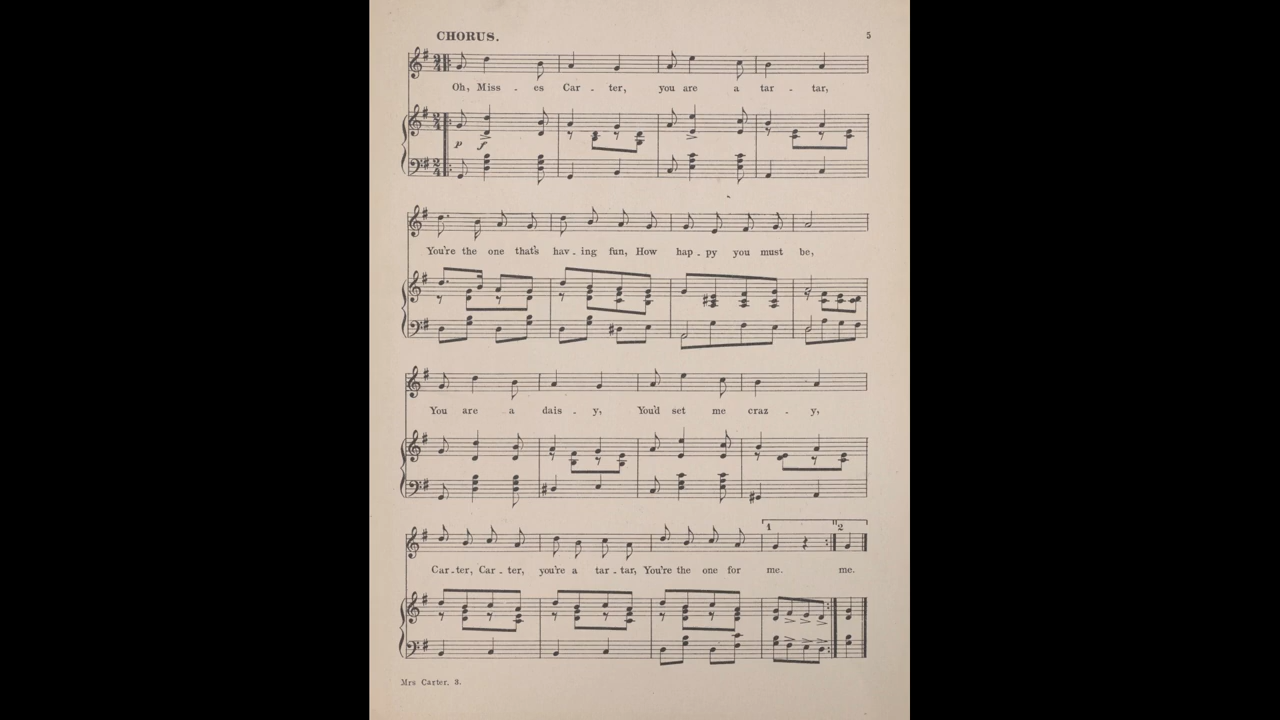 CHORUS. 5
Oh, Miss - es Car - ter, you are a tar - tar,
p f
You're the one that's hav - ing fun, How hap - py you must be,
You are a dais - y, You'd set me craz - y,
1 2
Car - ter, Car - ter, you're a tar - tar, You're the one for me. me.
Mrs Carter. 3.